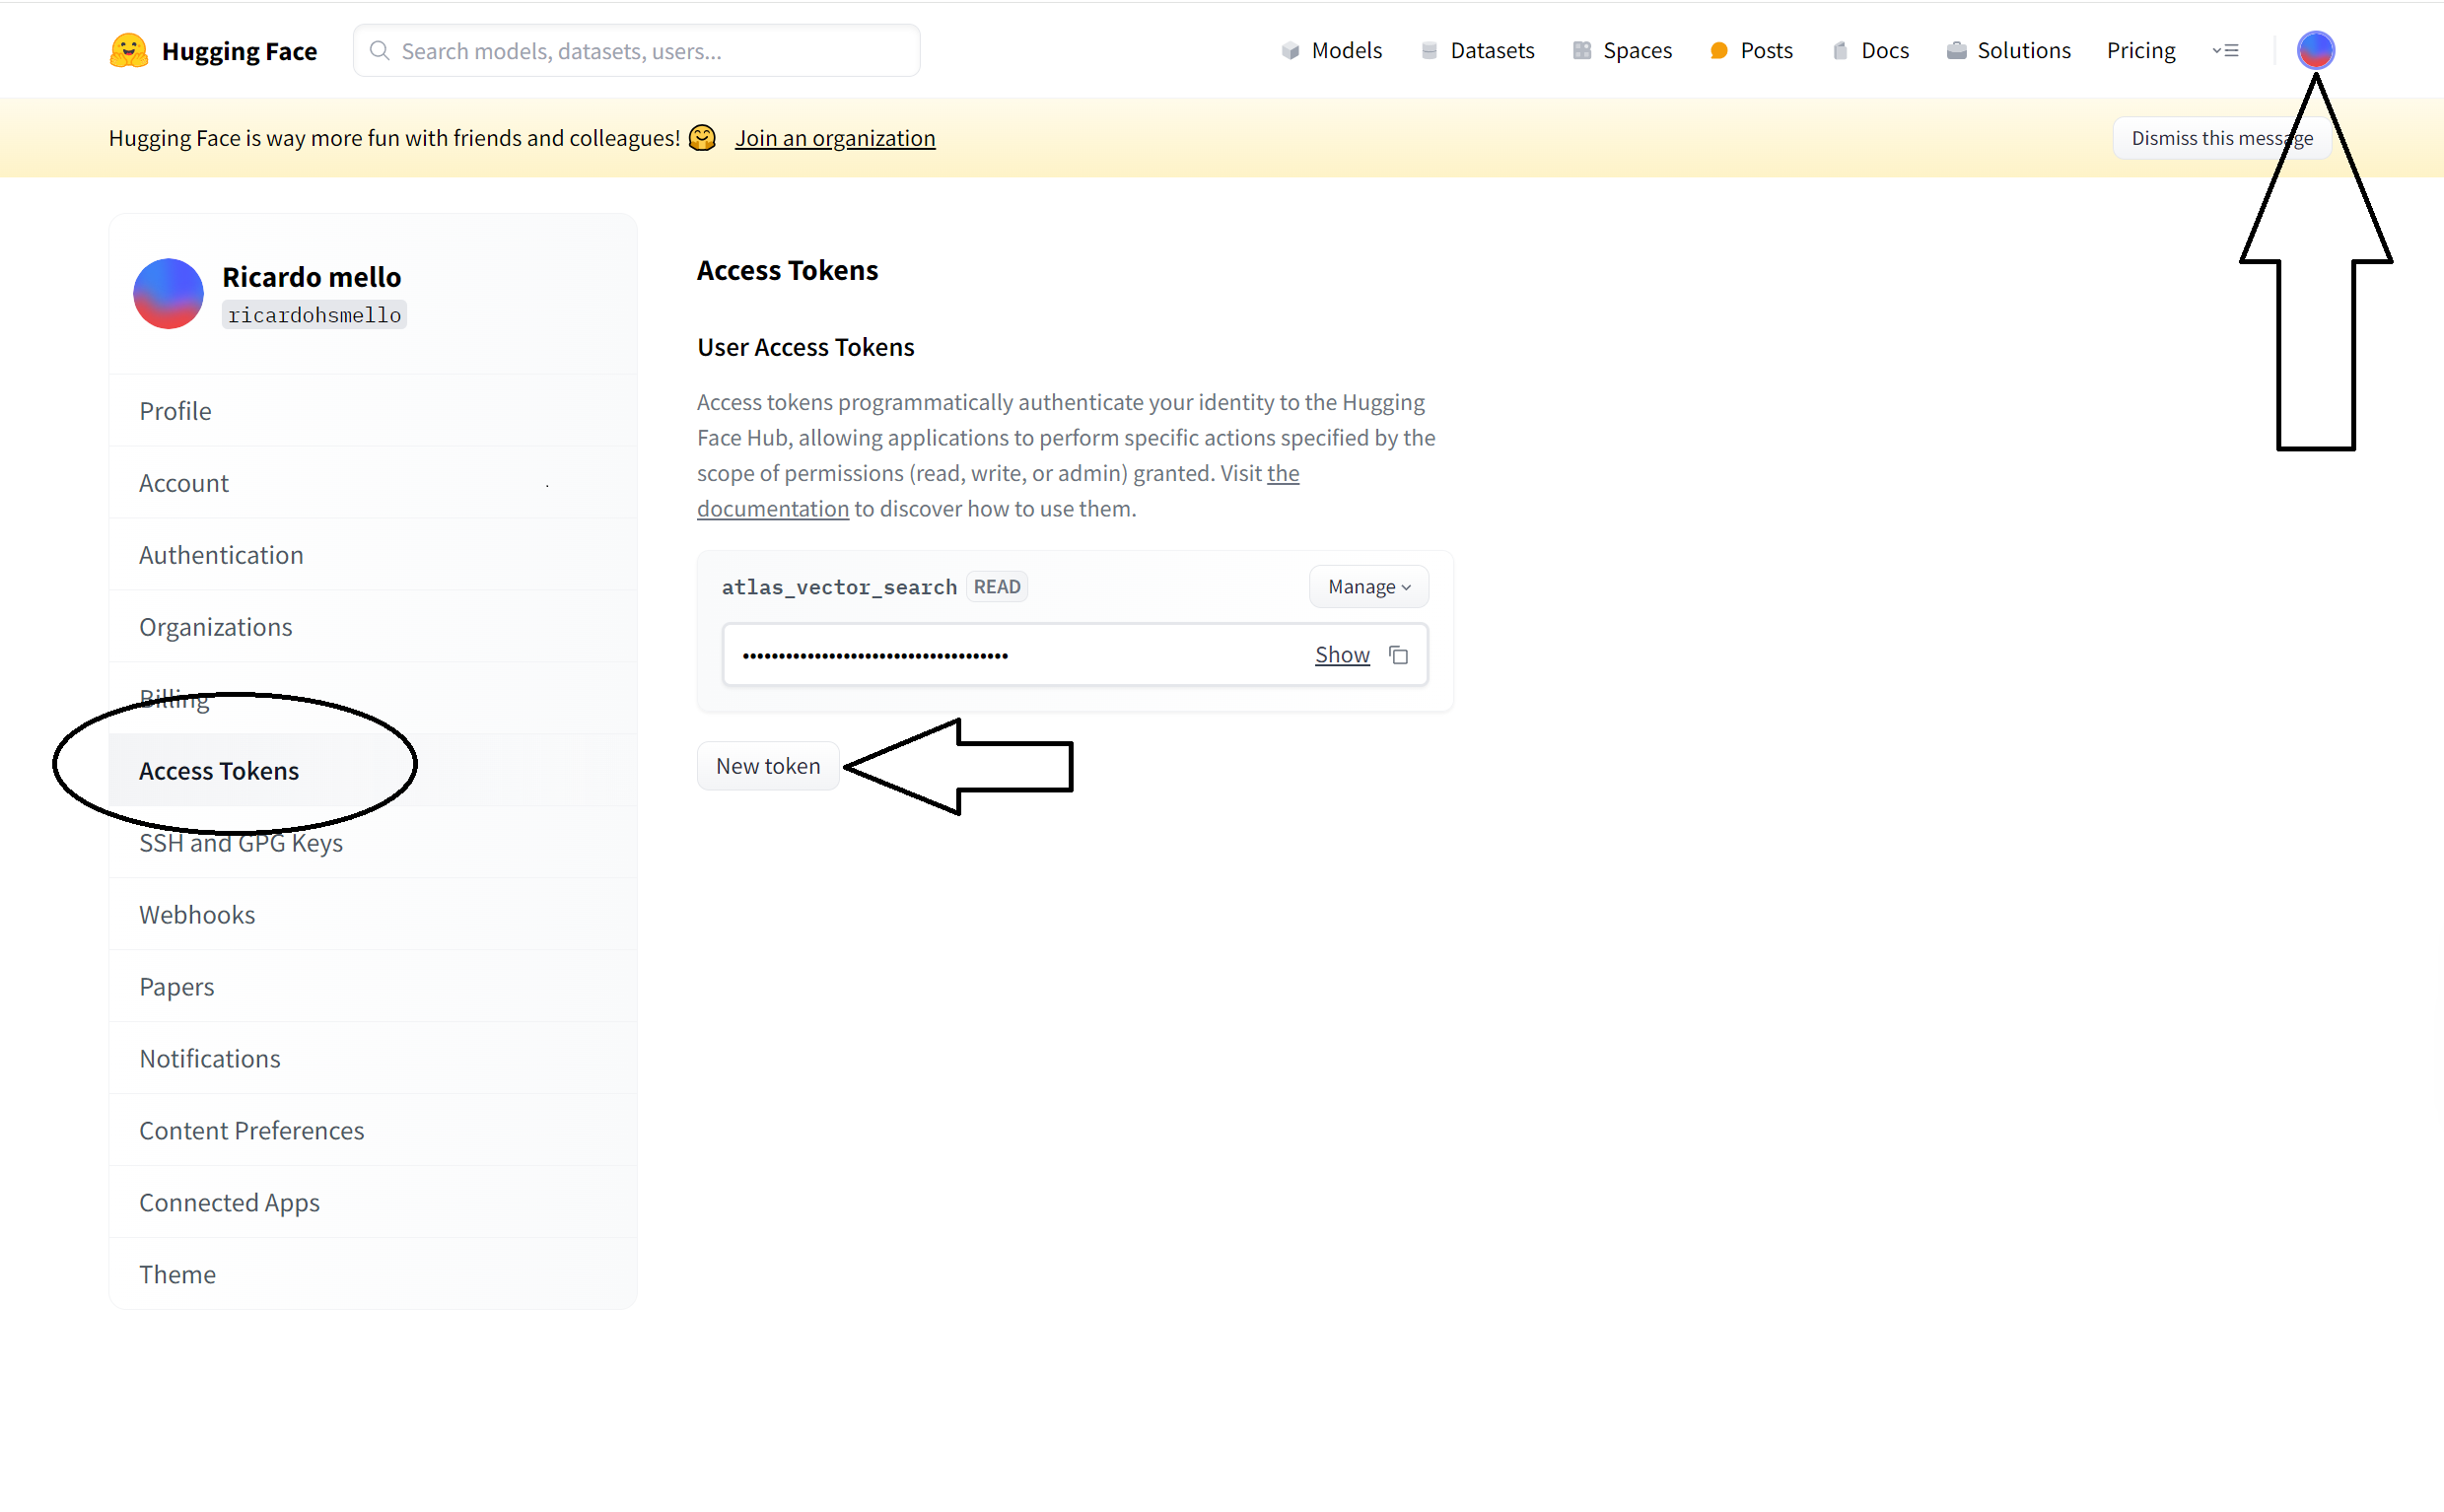 Hugging Face
Search models, datasets, users...
Models
Datasets
Spaces
Posts
Docs
Solutions
Pricing
Hugging Face is way more fun with friends and colleagues! 🤗 Join an organization
Dismiss this message
Ricardo mello
ricardohsmello
Profile
Account
Authentication
Organizations
Billing
Access Tokens
SSH and GPG Keys
Webhooks
Papers
Notifications
Content Preferences
Connected Apps
Theme
Access Tokens
User Access Tokens
Access tokens programmatically authenticate your identity to the Hugging
Face Hub, allowing applications to perform specific actions specified by the
scope of permissions (read, write, or admin) granted. Visit the
documentation to discover how to use them.
atlas_vector_search READ
Manage
•••••••••••••••••••••••••••••••••••••
Show
New token